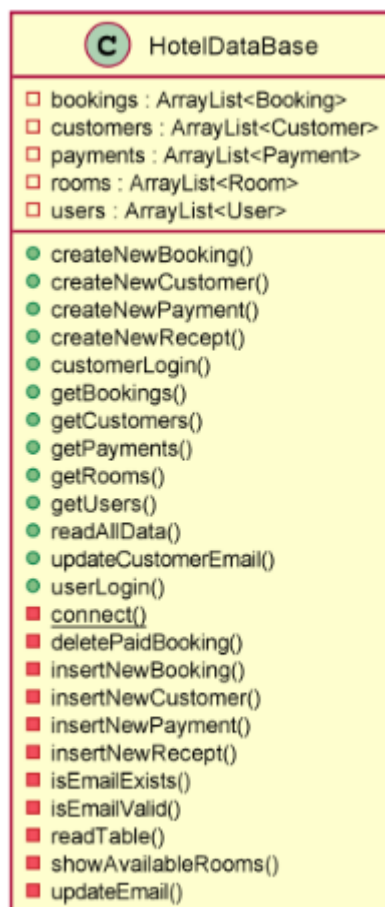 C HotelDataBase
bookings : ArrayList<Booking>
customers : ArrayList<Customer>
payments : ArrayList<Payment>
rooms : ArrayList<Room>
users : ArrayList<User>
createNewBooking()
createNewCustomer()
createNewPayment()
createNewRecept()
customerLogin()
getBookings()
getCustomers()
getPayments()
getRooms()
getUsers()
readAllData()
updateCustomerEmail()
userLogin()
connect()
deletePaidBooking()
insertNewBooking()
insertNewCustomer()
insertNewPayment()
insertNewRecept()
isEmailExists()
isEmailValid()
readTable()
showAvailableRooms()
updateEmail()